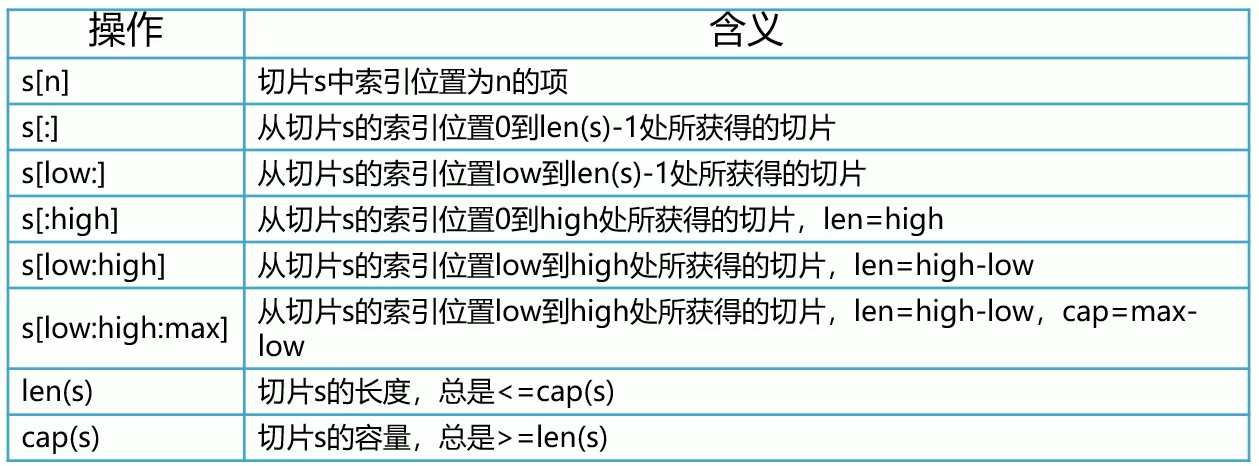 操作 含义
s[n] 切片s中索引位置为n的项
s[:] 从切片s的索引位置0到len(s)-1处所获得的切片
s[low:] 从切片s的索引位置low到len(s)-1处所获得的切片
s[:high] 从切片s的索引位置0到high处所获得的切片，len=high
s[low:high] 从切片s的索引位置low到high处所获得的切片，len=high-low
s[low:high:max] 从切片s的索引位置low到high处所获得的切片，len=high-low，cap=max-
low
len(s) 切片s的长度，总是<=cap(s)
cap(s) 切片s的容量，总是>=len(s)